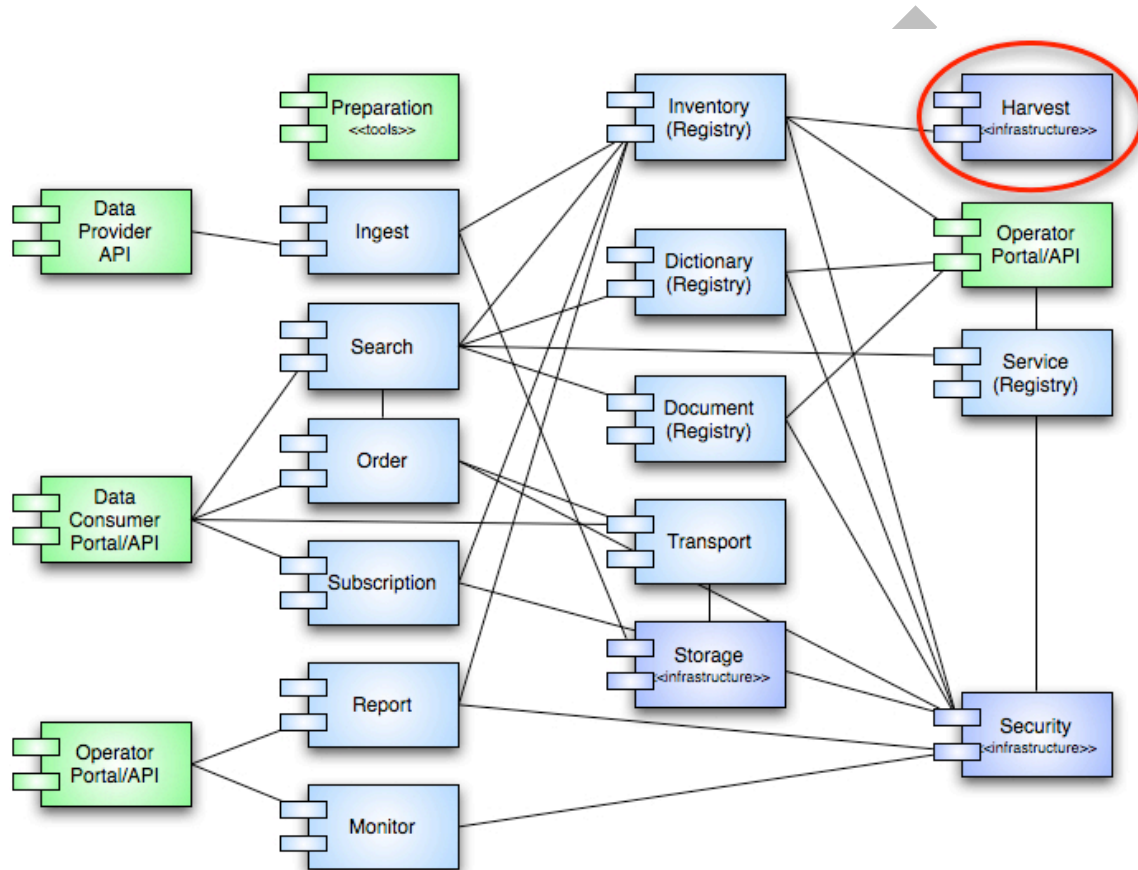 Preparation
<<tools>>
Inventory
(Registry)
Harvest
<<infrastructure>>
Data
Provider
API
Ingest
Dictionary
(Registry)
Operator
Portal/API
Search
Document
(Registry)
Service
(Registry)
Order
Data
Consumer
Portal/API
Transport
Subscription
Storage
<<infrastructure>>
Report
Security
<<infrastructure>>
Operator
Portal/API
Monitor